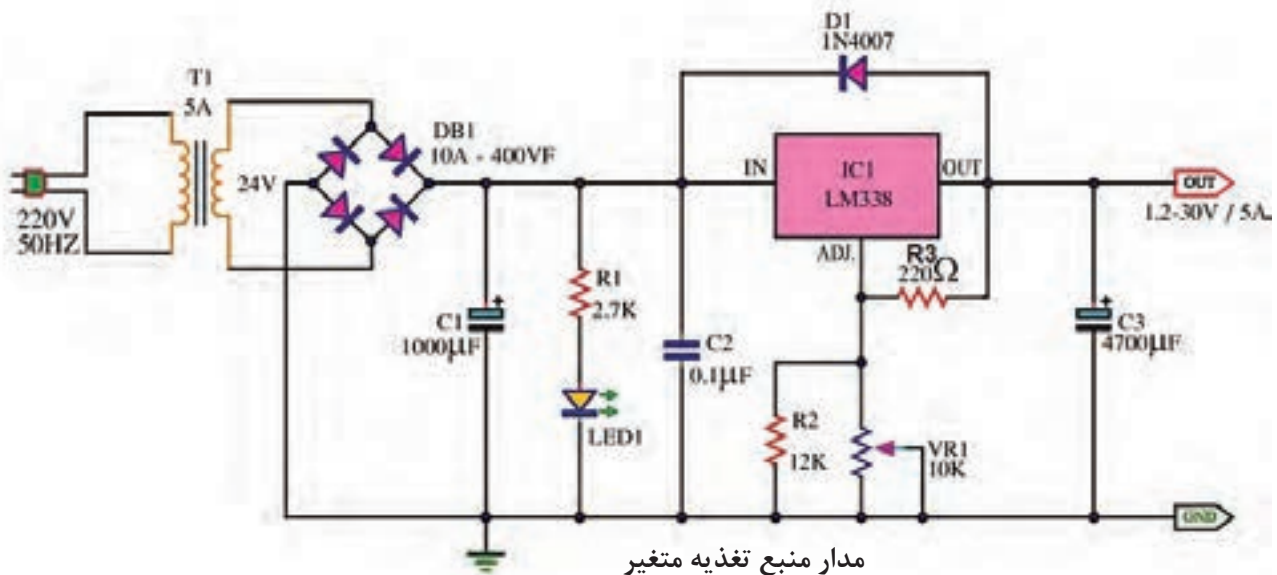 D1
1N4007
T1
5A
DB1
10A - 400VF
24V
220V
50HZ
IN
IC1
LM338
OUT
ADJ.
R3
220Ω
OUT
1.2-30V / 5A
R1
2.7K
C1
1000µF
C2
0.1µF
C3
4700µF
LED1
R2
12K
VR1
10K
GND
مدار منبع تغذیه متغیر